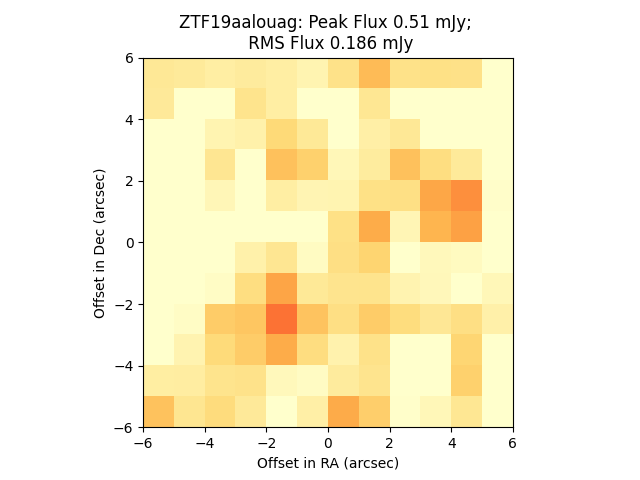 ZTF19aalouag: Peak Flux 0.51 mJy;
RMS Flux 0.186 mJy
6
4
2
0
−2
−4
−6
Offset in Dec (arcsec)
−6 −4 −2 0 2 4 6
Offset in RA (arcsec)